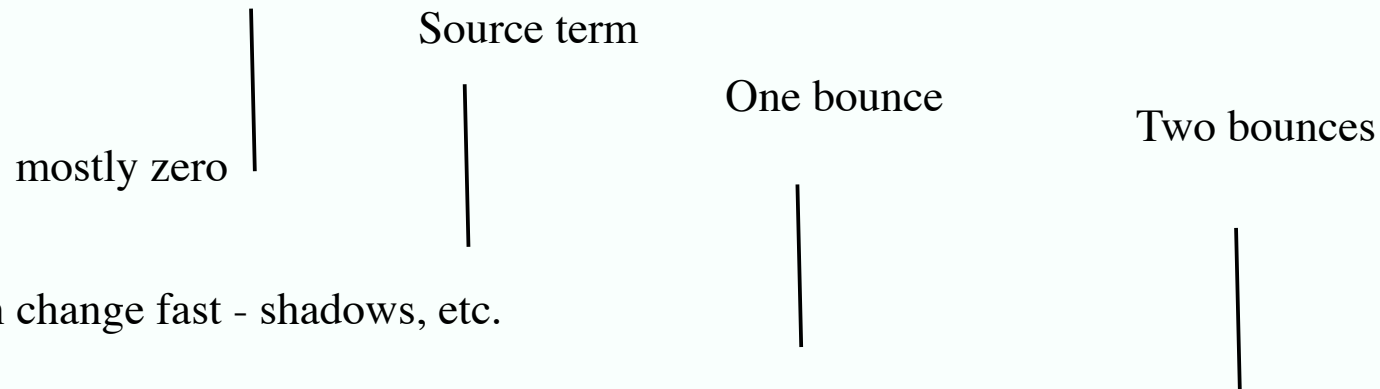 Source term
One bounce
Two bounces
mostly zero
change fast - shadows, etc.